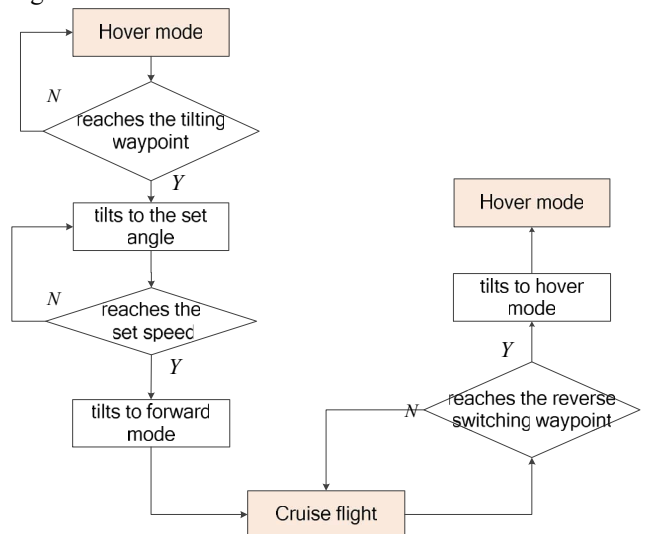 Hover mode
N
reaches the tilting
waypoint
Y
tilts to the set
angle
N
reaches the
set speed
Y
tilts to forward
mode
Cruise flight
N
reaches the reverse
switching waypoint
Y
tilts to hover
mode
Hover mode